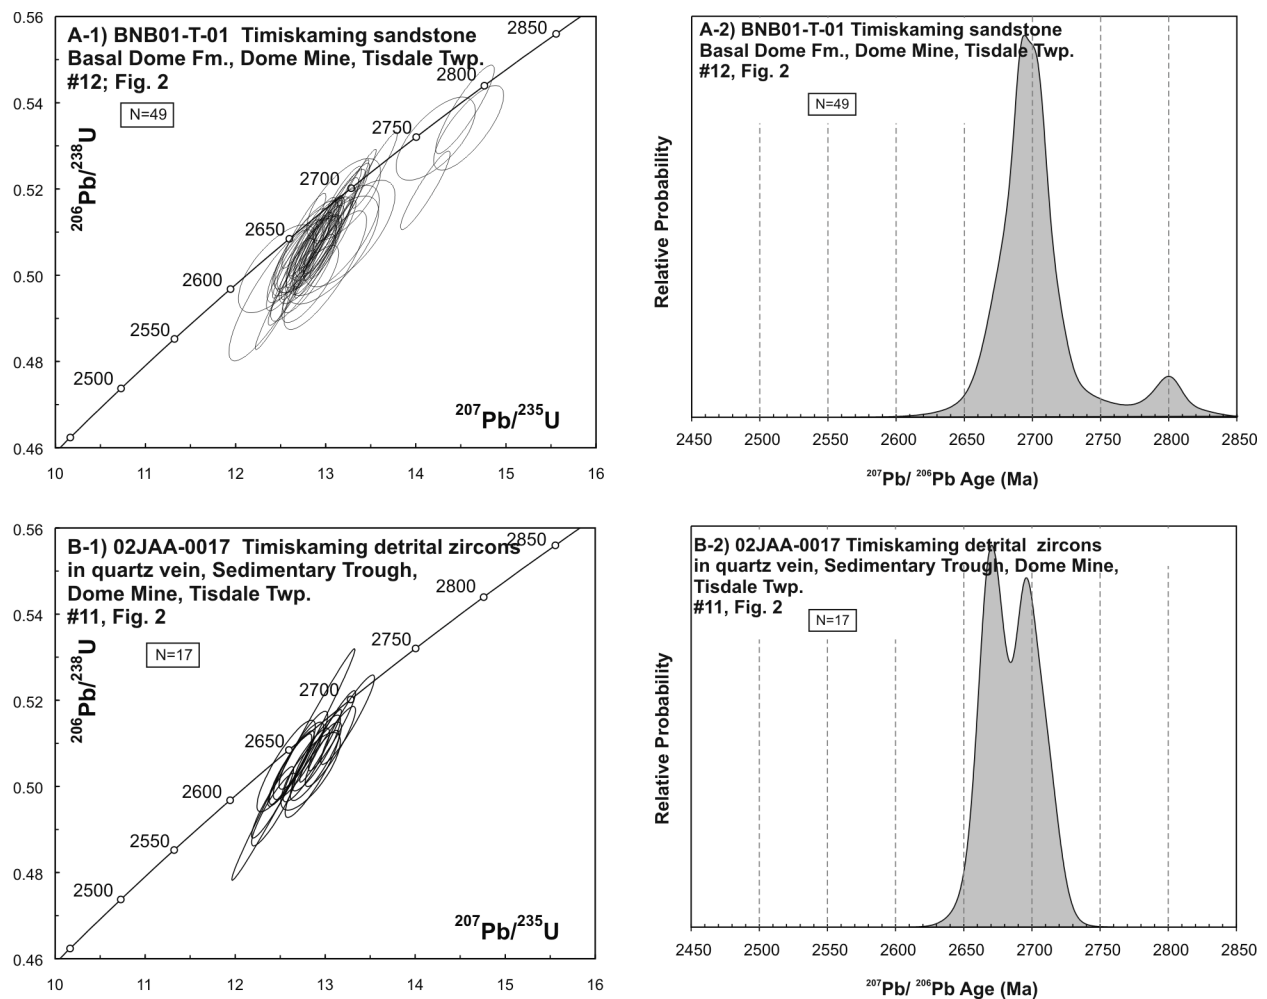 A-1) BNB01-T-01 Timiskaming sandstone
Basal Dome Fm., Dome Mine, Tisdale Twp.
#12; Fig. 2
N=49
2850
2800
2750
2700
2650
2600
2550
2500
0.56
0.54
0.52
0.50
0.48
0.46
206Pb/238U
207Pb/235U
10 11 12 13 14 15 16
A-2) BNB01-T-01 Timiskaming sandstone
Basal Dome Fm., Dome Mine, Tisdale Twp.
#12, Fig. 2
N=49
Relative Probability
2450 2500 2550 2600 2650 2700 2750 2800 2850
207Pb/ 206Pb Age (Ma)
B-1) 02JAA-0017 Timiskaming detrital zircons
in quartz vein, Sedimentary Trough,
Dome Mine, Tisdale Twp.
#11, Fig. 2
N=17
2850
2800
2750
2700
2650
2600
2550
2500
0.56
0.54
0.52
0.50
0.48
0.46
206Pb/238U
207Pb/235U
10 11 12 13 14 15 16
B-2) 02JAA-0017 Timiskaming detrital zircons
in quartz vein, Sedimentary Trough, Dome Mine,
Tisdale Twp.
#11, Fig. 2
N=17
Relative Probability
2450 2500 2550 2600 2650 2700 2750 2800 2850
207Pb/ 206Pb Age (Ma)